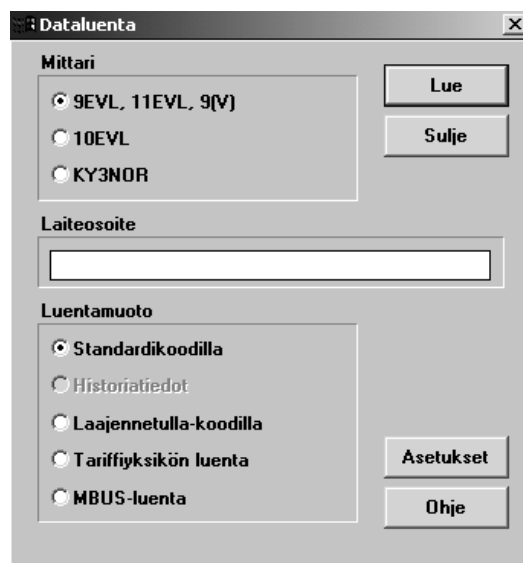 Dataluenta
Mittari
9EVL, 11EVL, 9(V)
10EVL
KY3NOR
Lue
Sulje
Laiteosoite
Luentamuoto
Standardikoodilla
Historiatiedot
Laajennetulla-koodilla
Tariffiyksikön luenta
MBUS-luenta
Asetukset
Ohje